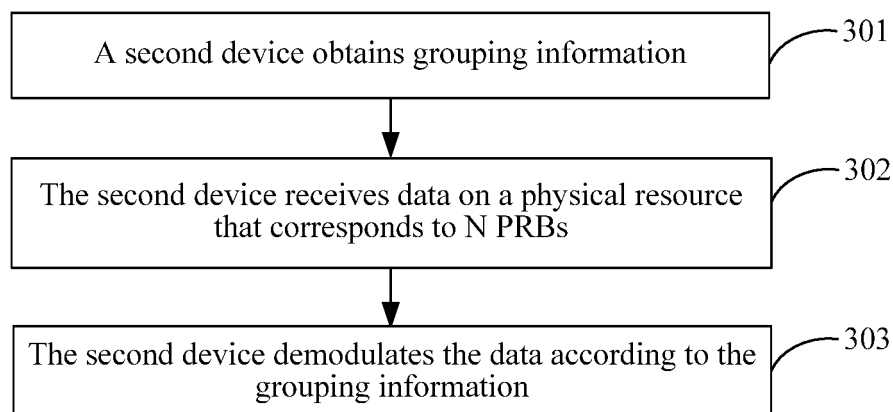 A second device obtains grouping information
301
The second device receives data on a physical resource
that corresponds to N PRBs
302
The second device demodulates the data according to the
grouping information
303